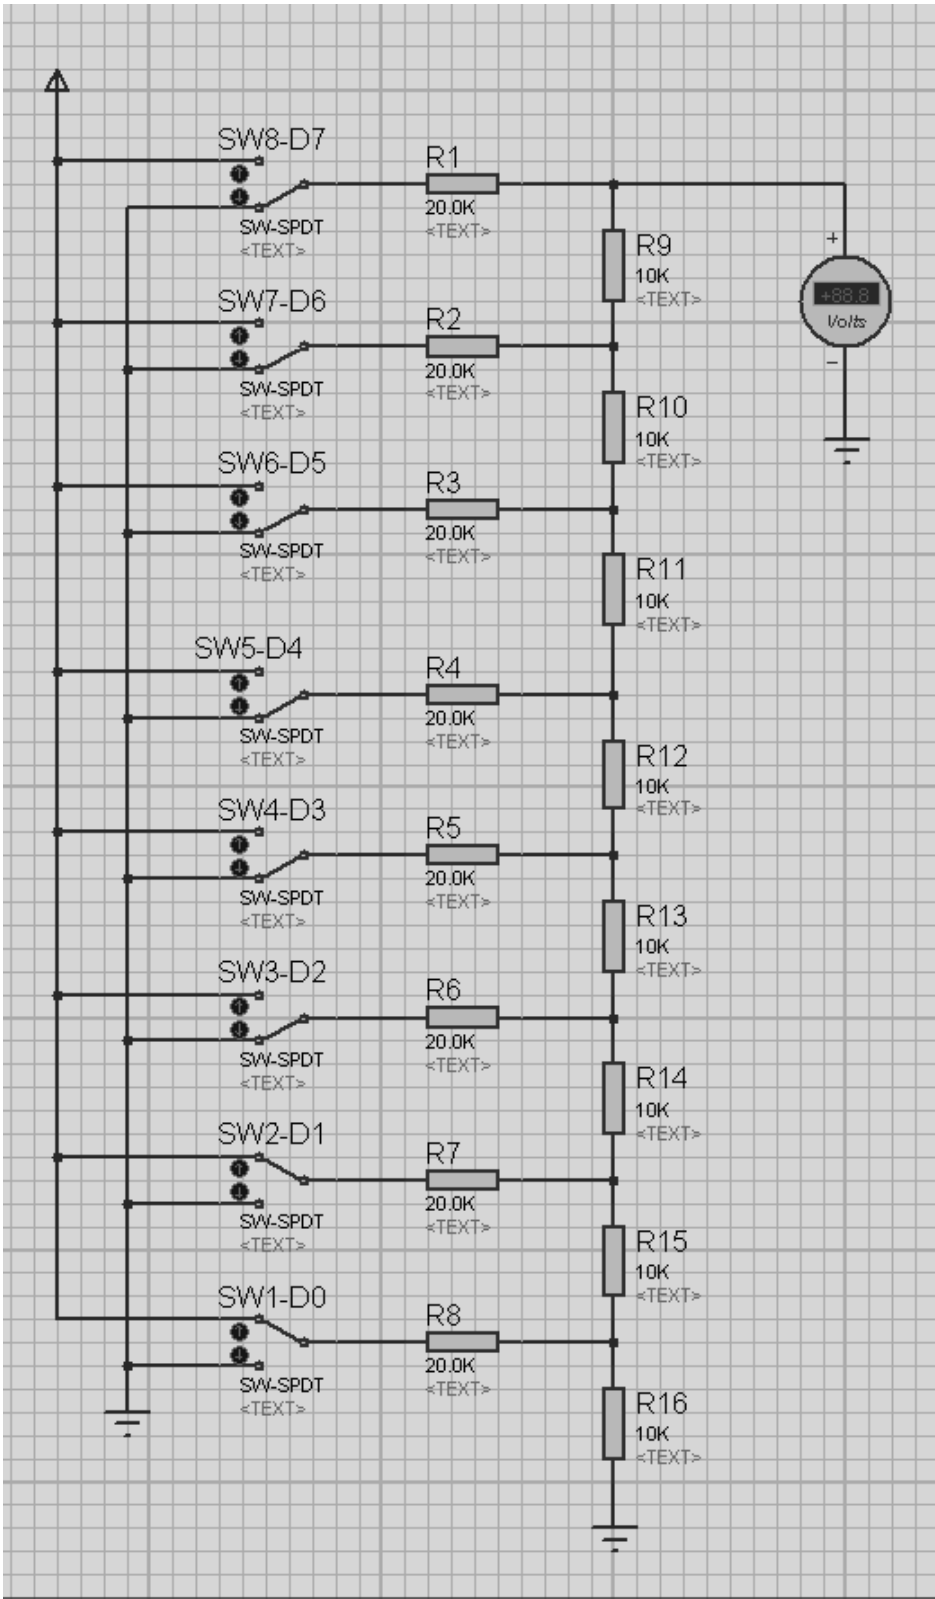 SW8-D7
SW-SPDT
<TEXT>
R1
20.0K
<TEXT>
R9
10K
<TEXT>
+
+88.8
Volts
−
SW7-D6
SW-SPDT
<TEXT>
R2
20.0K
<TEXT>
R10
10K
<TEXT>
SW6-D5
SW-SPDT
<TEXT>
R3
20.0K
<TEXT>
R11
10K
<TEXT>
SW5-D4
SW-SPDT
<TEXT>
R4
20.0K
<TEXT>
R12
10K
<TEXT>
SW4-D3
SW-SPDT
<TEXT>
R5
20.0K
<TEXT>
R13
10K
<TEXT>
SW3-D2
SW-SPDT
<TEXT>
R6
20.0K
<TEXT>
R14
10K
<TEXT>
SW2-D1
SW-SPDT
<TEXT>
R7
20.0K
<TEXT>
R15
10K
<TEXT>
SW1-D0
SW-SPDT
<TEXT>
R8
20.0K
<TEXT>
R16
10K
<TEXT>